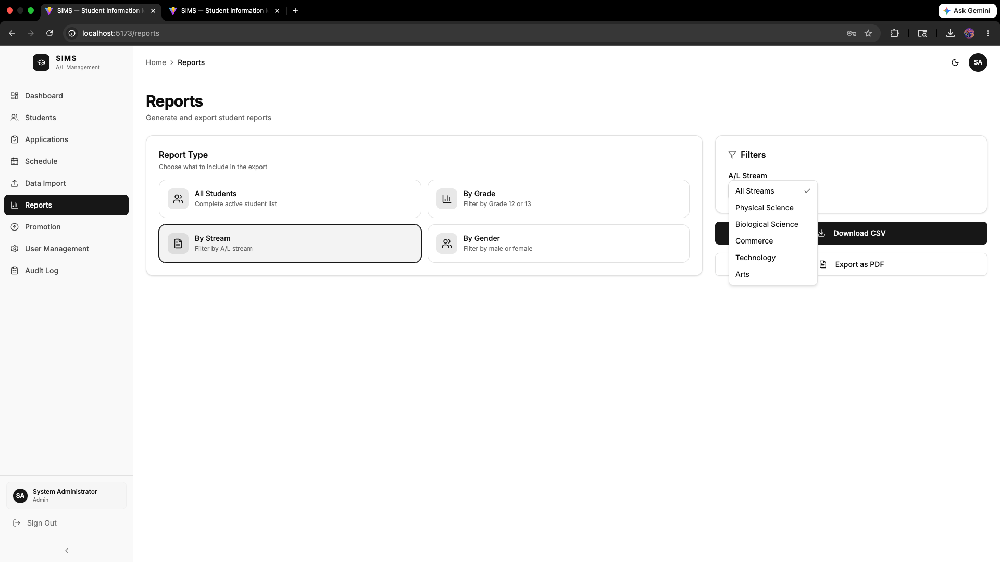 SIMS — Student Information
SIMS — Student Information
Ask Gemini
localhost:5173/reports
SIMS
A/L Management
Dashboard
Students
Applications
Schedule
Data Import
Reports
Promotion
User Management
Audit Log
System Administrator
Admin
SA
Sign Out
Home > Reports
SA
Reports
Generate and export student reports
Report Type
Choose what to include in the export
All Students
Complete active student list
By Grade
Filter by Grade 12 or 13
By Stream
Filter by A/L stream
By Gender
Filter by male or female
Filters
A/L Stream
All Streams
Physical Science
Biological Science
Commerce
Technology
Arts
Download CSV
Export as PDF